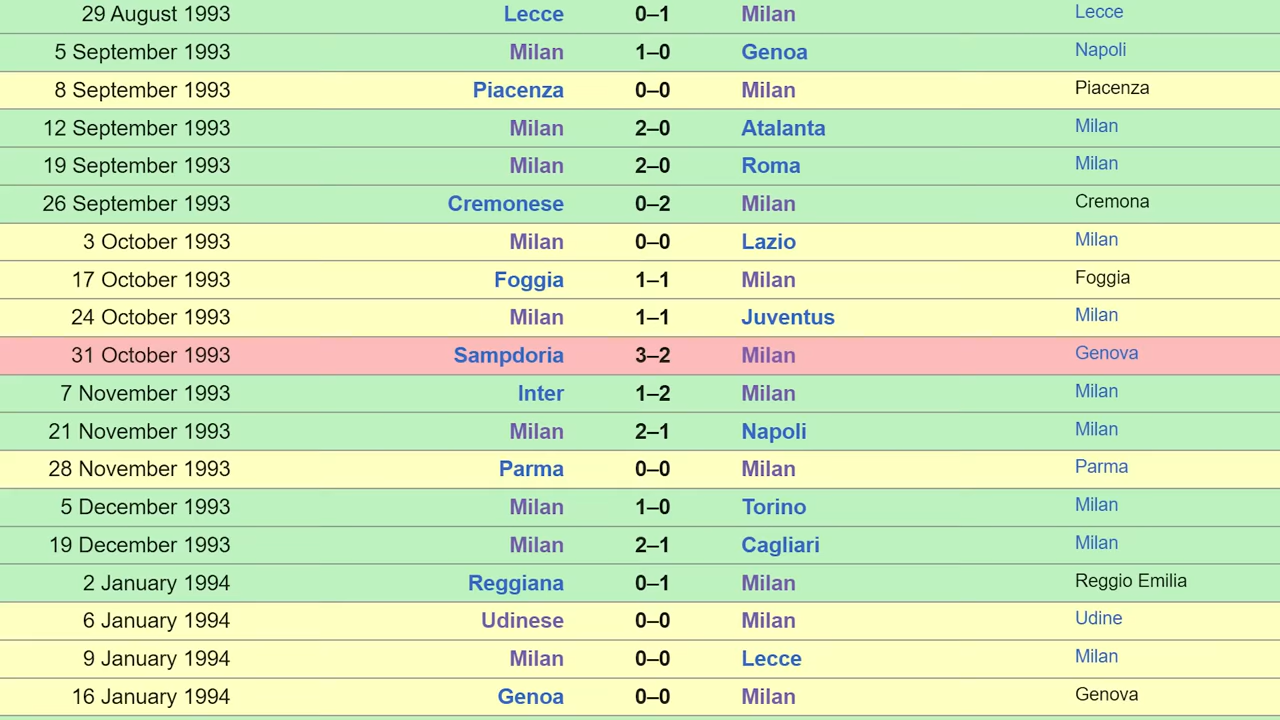 29 August 1993 Lecce 0–1 Milan Lecce
5 September 1993 Milan 1–0 Genoa Napoli
8 September 1993 Piacenza 0–0 Milan Piacenza
12 September 1993 Milan 2–0 Atalanta Milan
19 September 1993 Milan 2–0 Roma Milan
26 September 1993 Cremonese 0–2 Milan Cremona
3 October 1993 Milan 0–0 Lazio Milan
17 October 1993 Foggia 1–1 Milan Foggia
24 October 1993 Milan 1–1 Juventus Milan
31 October 1993 Sampdoria 3–2 Milan Genova
7 November 1993 Inter 1–2 Milan Milan
21 November 1993 Milan 2–1 Napoli Milan
28 November 1993 Parma 0–0 Milan Parma
5 December 1993 Milan 1–0 Torino Milan
19 December 1993 Milan 2–1 Cagliari Milan
2 January 1994 Reggiana 0–1 Milan Reggio Emilia
6 January 1994 Udinese 0–0 Milan Udine
9 January 1994 Milan 0–0 Lecce Milan
16 January 1994 Genoa 0–0 Milan Genova